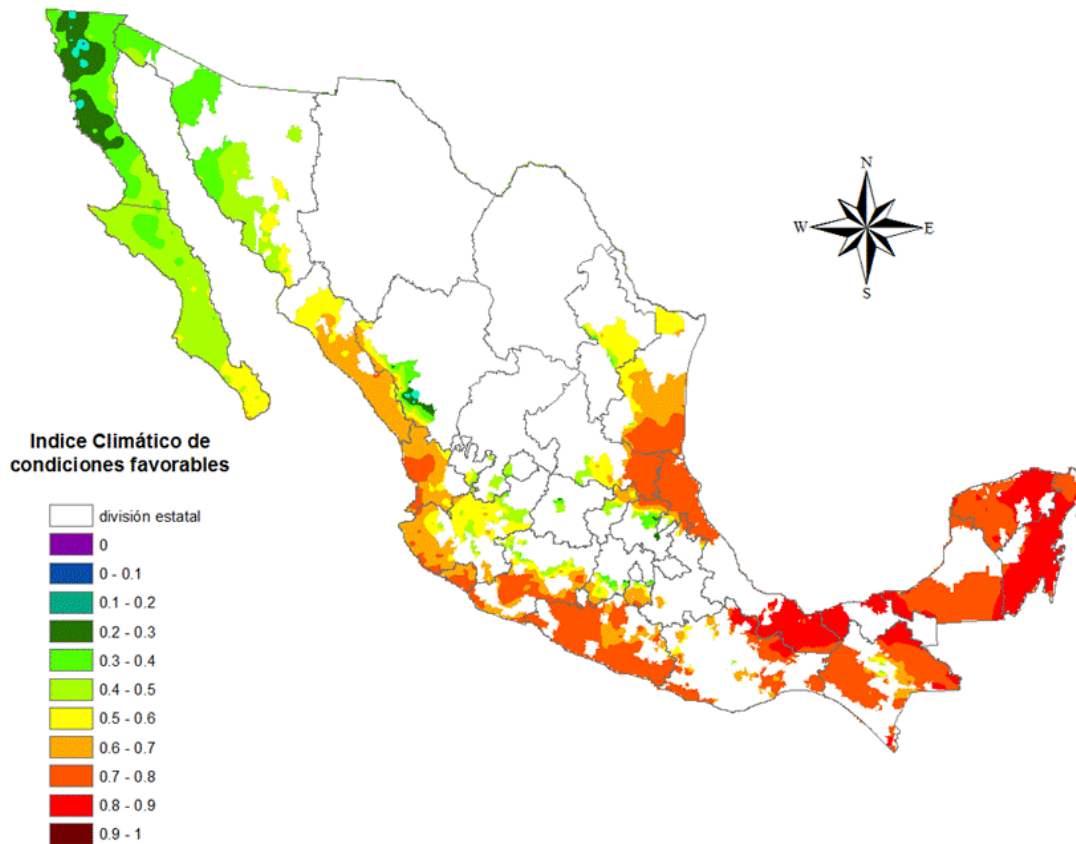 N
W
E
S
Indice Climático de
condiciones favorables
división estatal
0
0 - 0.1
0.1 - 0.2
0.2 - 0.3
0.3 - 0.4
0.4 - 0.5
0.5 - 0.6
0.6 - 0.7
0.7 - 0.8
0.8 - 0.9
0.9 - 1